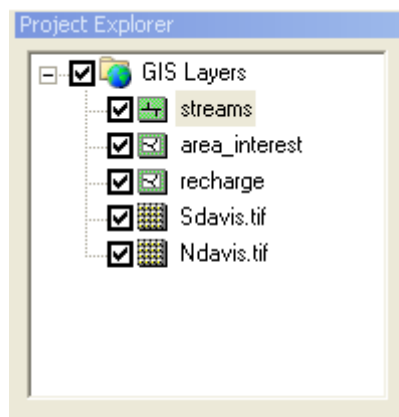 Project Explorer
GIS Layers
streams
area_interest
recharge
Sdavis.tif
Ndavis.tif